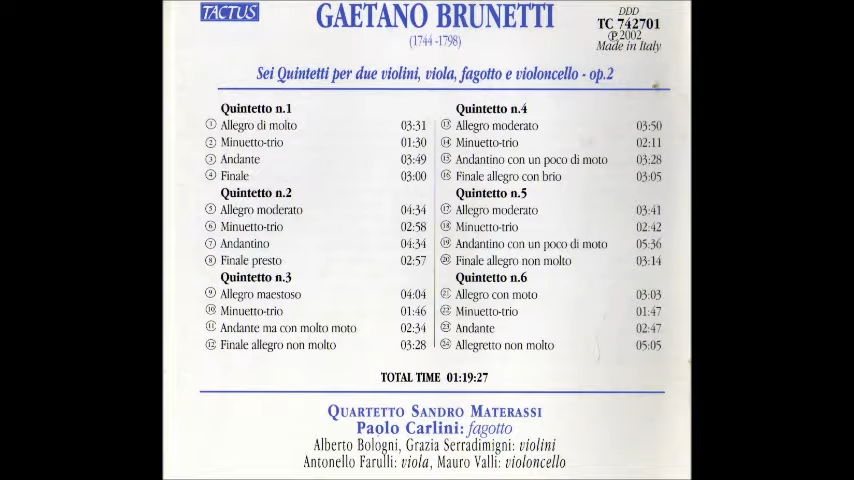 TACTUS
GAETANO BRUNETTI
(1744-1798)
DDD
TC 742701
℗ 2002
Made in Italy
Sei Quintetti per due violini, viola, fagotto e violoncello - op.2
Quintetto n.1
① Allegro di molto 03:31
② Minuetto-trio 01:30
③ Andante 03:49
④ Finale 03:00
Quintetto n.2
⑤ Allegro moderato 04:34
⑥ Minuetto-trio 02:58
⑦ Andantino 04:34
⑧ Finale presto 02:57
Quintetto n.3
⑨ Allegro maestoso 04:04
⑩ Minuetto-trio 01:46
⑪ Andante ma con molto moto 02:34
⑫ Finale allegro non molto 03:28
Quintetto n.4
⑬ Allegro moderato 03:50
⑭ Minuetto-trio 02:11
⑮ Andantino con un poco di moto 03:28
⑯ Finale allegro con brio 03:05
Quintetto n.5
⑰ Allegro moderato 03:41
⑱ Minuetto-trio 02:42
⑲ Andantino con un poco di moto 05:36
⑳ Finale allegro non molto 03:14
Quintetto n.6
㉑ Allegro con moto 03:03
㉒ Minuetto-trio 01:47
㉓ Andante 02:47
㉔ Allegretto non molto 05:05
TOTAL TIME 01:19:27
QUARTETTO SANDRO MATERASSI
Paolo Carlini: fagotto
Alberto Bologni, Grazia Serradimigni: violini
Antonello Farulli: viola, Mauro Valli: violoncello